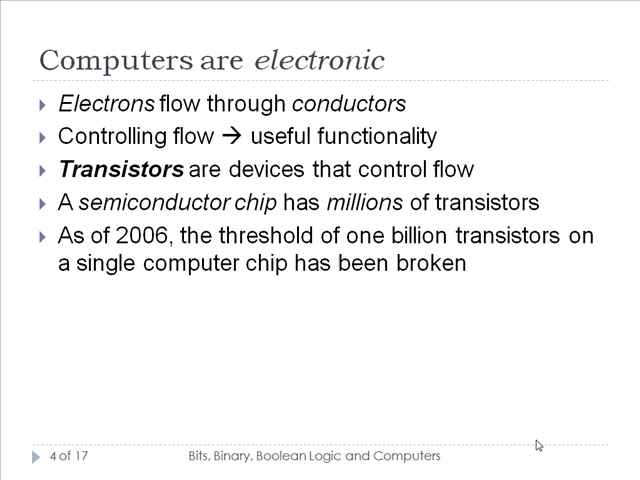 Computers are electronic
Electrons flow through conductors
Controlling flow → useful functionality
Transistors are devices that control flow
A semiconductor chip has millions of transistors
As of 2006, the threshold of one billion transistors on
a single computer chip has been broken
4 of 17
Bits, Binary, Boolean Logic and Computers